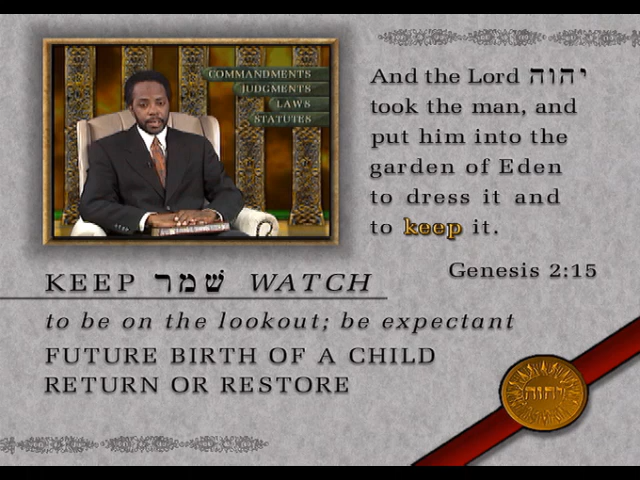 COMMANDMENTS
JUDGMENTS
LAWS
STATUTES
And the Lord יהוה
took the man, and
put him into the
garden of Eden
to dress it and
to keep it.
Genesis 2:15
KEEP שׁמר WATCH
to be on the lookout; be expectant
FUTURE BIRTH OF A CHILD
RETURN OR RESTORE
יהוה